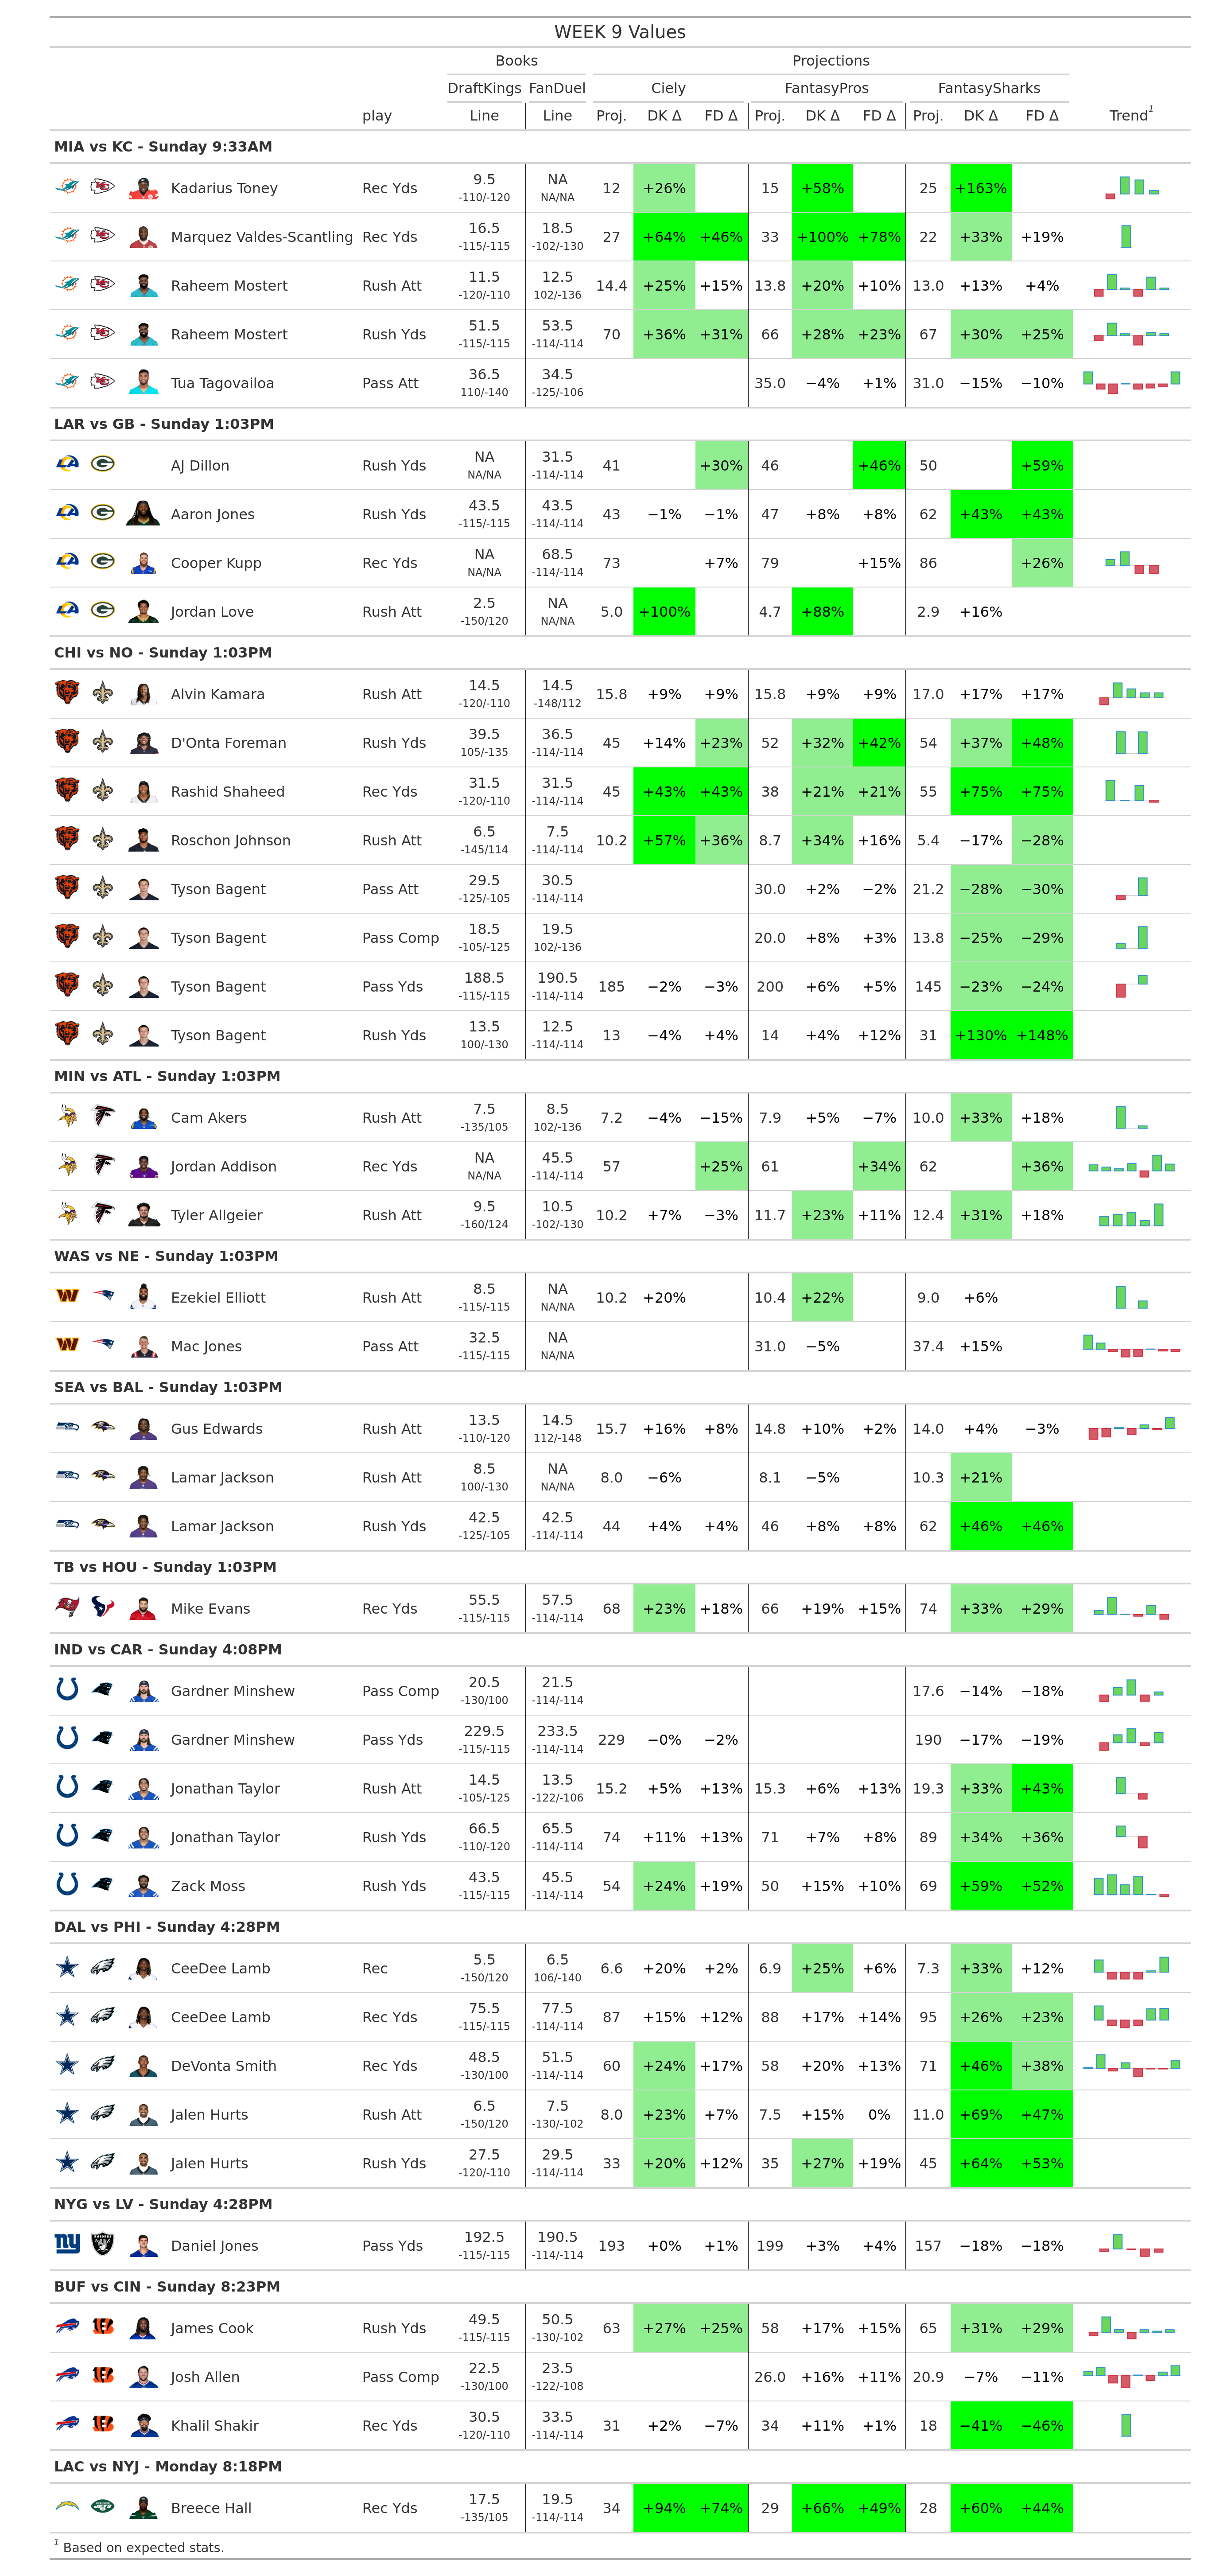 WEEK 9 Values
Books Projections
DraftKings FanDuel Ciely FantasyPros FantasySharks
play Line Line Proj. DK Δ FD Δ Proj. DK Δ FD Δ Proj. DK Δ FD Δ Trend1
MIA vs KC - Sunday 9:33AM
Kadarius Toney Rec Yds 9.5 NA 12 +26% 15 +58% 25 +163%
-110/-120 NA/NA
Marquez Valdes-Scantling Rec Yds 16.5 18.5 27 +64% +46% 33 +100% +78% 22 +33% +19%
-115/-115 -102/-130
Raheem Mostert Rush Att 11.5 12.5 14.4 +25% +15% 13.8 +20% +10% 13.0 +13% +4%
-120/-110 102/-136
Raheem Mostert Rush Yds 51.5 53.5 70 +36% +31% 66 +28% +23% 67 +30% +25%
-115/-115 -114/-114
Tua Tagovailoa Pass Att 36.5 34.5 35.0 −4% +1% 31.0 −15% −10%
110/-140 -125/-106
LAR vs GB - Sunday 1:03PM
AJ Dillon Rush Yds NA 31.5 41 +30% 46 +46% 50 +59%
NA/NA -114/-114
Aaron Jones Rush Yds 43.5 43.5 43 −1% −1% 47 +8% +8% 62 +43% +43%
-115/-115 -114/-114
Cooper Kupp Rec Yds NA 68.5 73 +7% 79 +15% 86 +26%
NA/NA -114/-114
Jordan Love Rush Att 2.5 NA 5.0 +100% 4.7 +88% 2.9 +16%
-150/120 NA/NA
CHI vs NO - Sunday 1:03PM
Alvin Kamara Rush Att 14.5 14.5 15.8 +9% +9% 15.8 +9% +9% 17.0 +17% +17%
-120/-110 -148/112
D'Onta Foreman Rush Yds 39.5 36.5 45 +14% +23% 52 +32% +42% 54 +37% +48%
105/-135 -114/-114
Rashid Shaheed Rec Yds 31.5 31.5 45 +43% +43% 38 +21% +21% 55 +75% +75%
-120/-110 -114/-114
Roschon Johnson Rush Att 6.5 7.5 10.2 +57% +36% 8.7 +34% +16% 5.4 −17% −28%
-145/114 -114/-114
Tyson Bagent Pass Att 29.5 30.5 30.0 +2% −2% 21.2 −28% −30%
-125/-105 -114/-114
Tyson Bagent Pass Comp 18.5 19.5 20.0 +8% +3% 13.8 −25% −29%
-105/-125 102/-136
Tyson Bagent Pass Yds 188.5 190.5 185 −2% −3% 200 +6% +5% 145 −23% −24%
-115/-115 -114/-114
Tyson Bagent Rush Yds 13.5 12.5 13 −4% +4% 14 +4% +12% 31 +130% +148%
100/-130 -114/-114
MIN vs ATL - Sunday 1:03PM
Cam Akers Rush Att 7.5 8.5 7.2 −4% −15% 7.9 +5% −7% 10.0 +33% +18%
-135/105 102/-136
Jordan Addison Rec Yds NA 45.5 57 +25% 61 +34% 62 +36%
NA/NA -114/-114
Tyler Allgeier Rush Att 9.5 10.5 10.2 +7% −3% 11.7 +23% +11% 12.4 +31% +18%
-160/124 -102/-130
WAS vs NE - Sunday 1:03PM
Ezekiel Elliott Rush Att 8.5 NA 10.2 +20% 10.4 +22% 9.0 +6%
-115/-115 NA/NA
Mac Jones Pass Att 32.5 NA 31.0 −5% 37.4 +15%
-115/-115 NA/NA
SEA vs BAL - Sunday 1:03PM
Gus Edwards Rush Att 13.5 14.5 15.7 +16% +8% 14.8 +10% +2% 14.0 +4% −3%
-110/-120 112/-148
Lamar Jackson Rush Att 8.5 NA 8.0 −6% 8.1 −5% 10.3 +21%
100/-130 NA/NA
Lamar Jackson Rush Yds 42.5 42.5 44 +4% +4% 46 +8% +8% 62 +46% +46%
-125/-105 -114/-114
TB vs HOU - Sunday 1:03PM
Mike Evans Rec Yds 55.5 57.5 68 +23% +18% 66 +19% +15% 74 +33% +29%
-115/-115 -114/-114
IND vs CAR - Sunday 4:08PM
Gardner Minshew Pass Comp 20.5 21.5 17.6 −14% −18%
-130/100 -114/-114
Gardner Minshew Pass Yds 229.5 233.5 229 −0% −2% 190 −17% −19%
-115/-115 -114/-114
Jonathan Taylor Rush Att 14.5 13.5 15.2 +5% +13% 15.3 +6% +13% 19.3 +33% +43%
-105/-125 -122/-106
Jonathan Taylor Rush Yds 66.5 65.5 74 +11% +13% 71 +7% +8% 89 +34% +36%
-110/-120 -114/-114
Zack Moss Rush Yds 43.5 45.5 54 +24% +19% 50 +15% +10% 69 +59% +52%
-115/-115 -114/-114
DAL vs PHI - Sunday 4:28PM
CeeDee Lamb Rec 5.5 6.5 6.6 +20% +2% 6.9 +25% +6% 7.3 +33% +12%
-150/120 106/-140
CeeDee Lamb Rec Yds 75.5 77.5 87 +15% +12% 88 +17% +14% 95 +26% +23%
-115/-115 -114/-114
DeVonta Smith Rec Yds 48.5 51.5 60 +24% +17% 58 +20% +13% 71 +46% +38%
-130/100 -114/-114
Jalen Hurts Rush Att 6.5 7.5 8.0 +23% +7% 7.5 +15% 0% 11.0 +69% +47%
-150/120 -130/-102
Jalen Hurts Rush Yds 27.5 29.5 33 +20% +12% 35 +27% +19% 45 +64% +53%
-120/-110 -114/-114
NYG vs LV - Sunday 4:28PM
Daniel Jones Pass Yds 192.5 190.5 193 +0% +1% 199 +3% +4% 157 −18% −18%
-115/-115 -114/-114
BUF vs CIN - Sunday 8:23PM
James Cook Rush Yds 49.5 50.5 63 +27% +25% 58 +17% +15% 65 +31% +29%
-115/-115 -130/-102
Josh Allen Pass Comp 22.5 23.5 26.0 +16% +11% 20.9 −7% −11%
-130/100 -122/-108
Khalil Shakir Rec Yds 30.5 33.5 31 +2% −7% 34 +11% +1% 18 −41% −46%
-120/-110 -114/-114
LAC vs NYJ - Monday 8:18PM
Breece Hall Rec Yds 17.5 19.5 34 +94% +74% 29 +66% +49% 28 +60% +44%
-135/105 -114/-114
1 Based on expected stats.